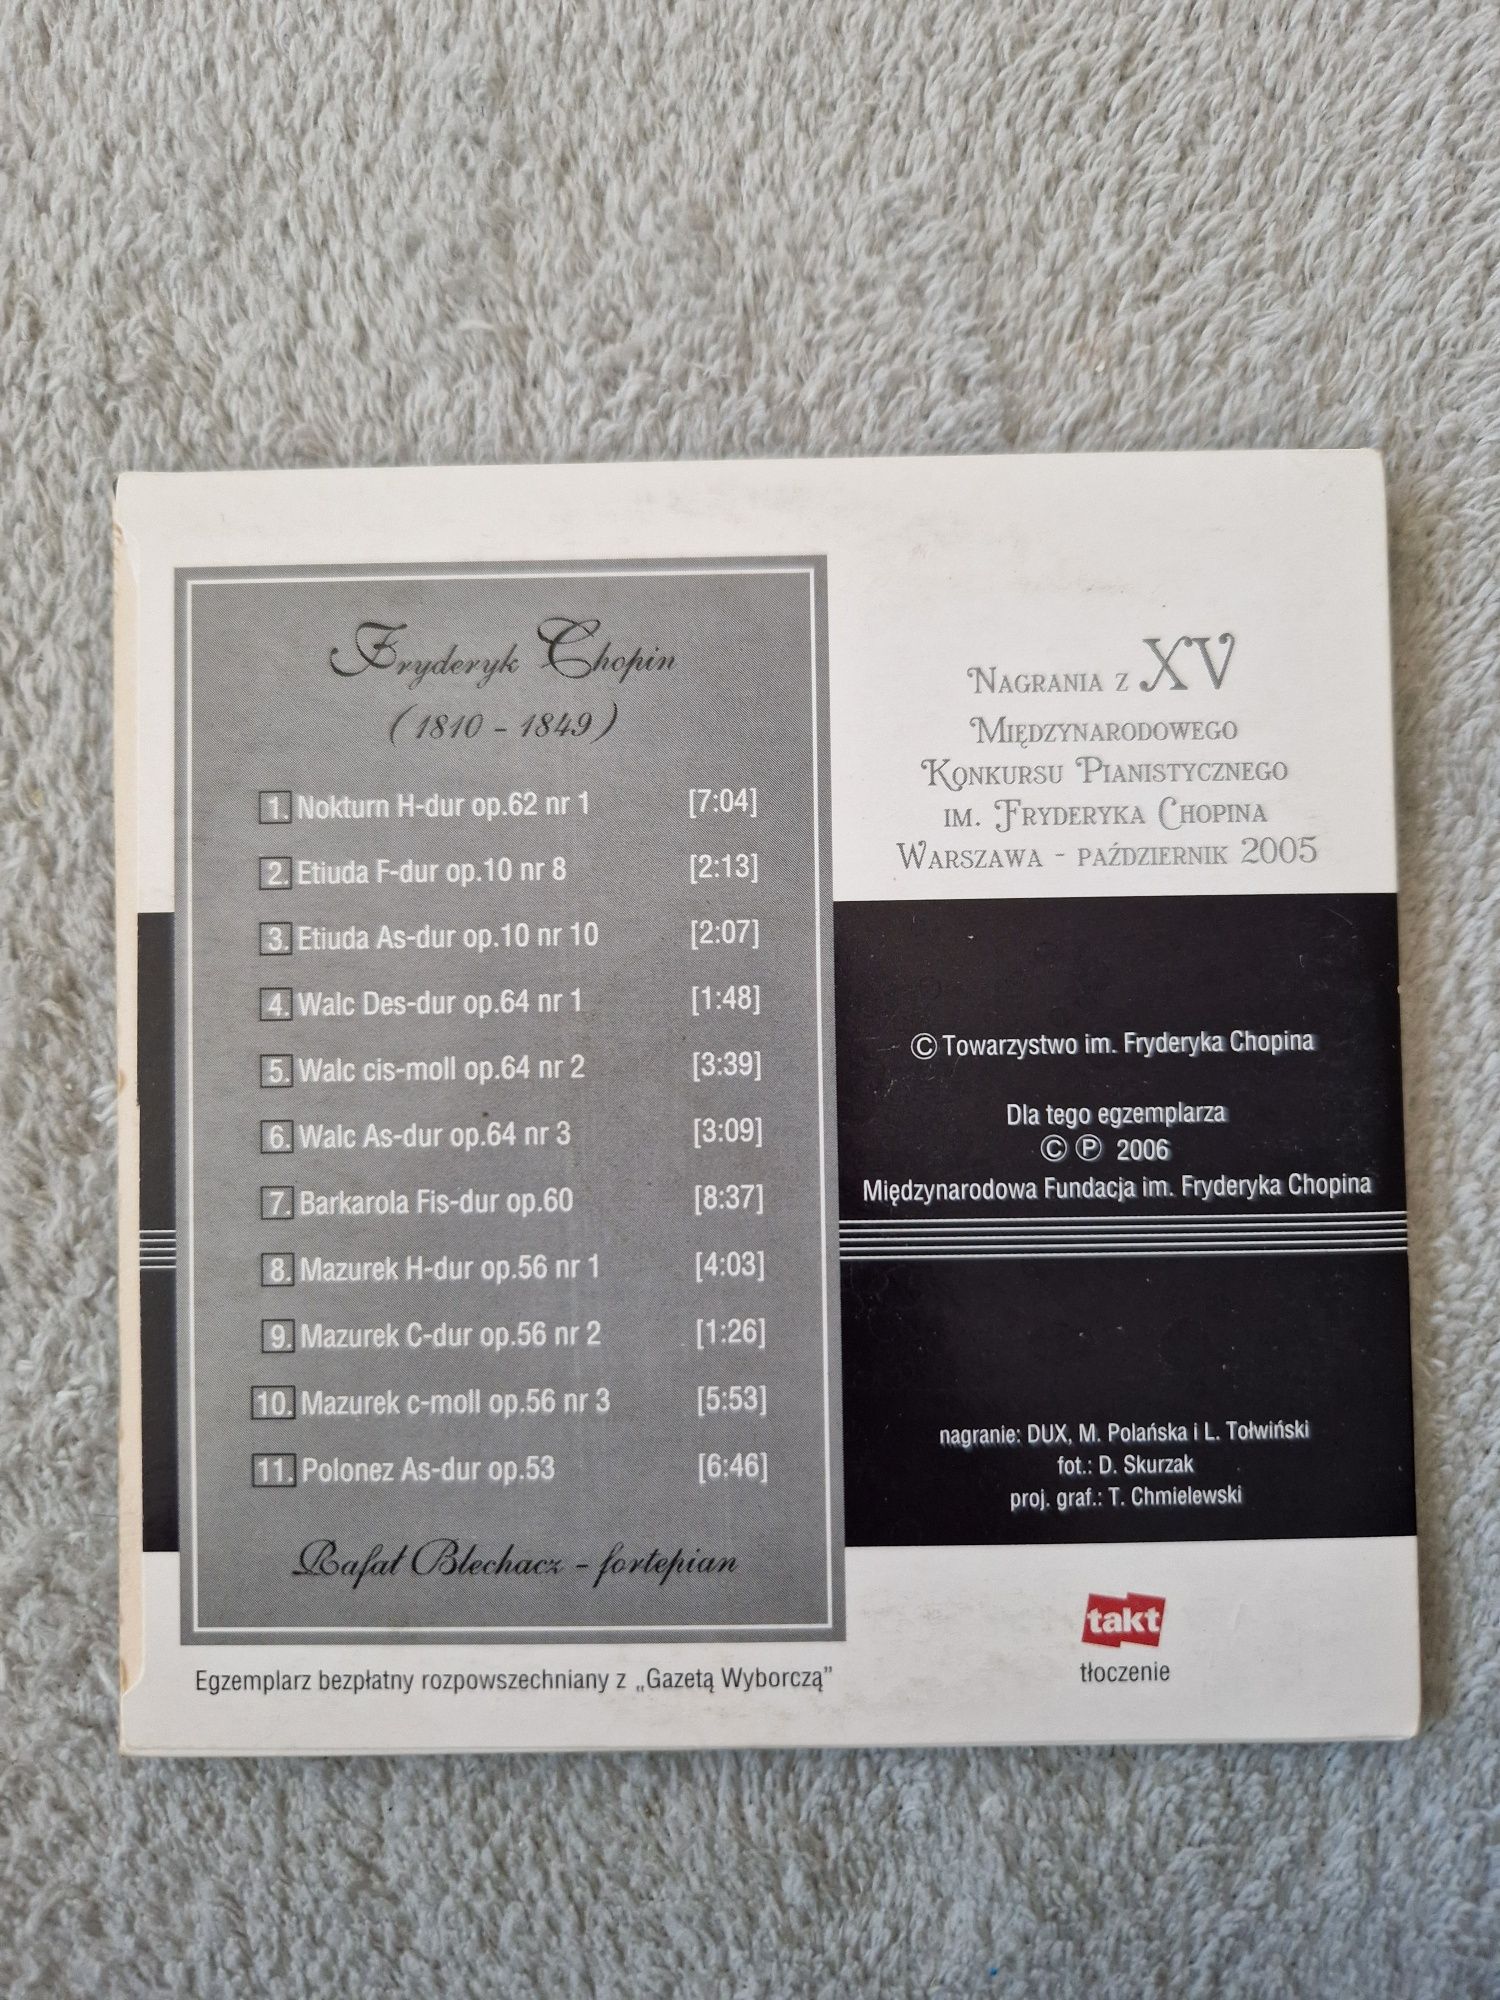 Fryderyk Chopin
(1810 - 1849)
1. Nokturn H-dur op.62 nr 1 [7:04]
2. Etiuda F-dur op.10 nr 8 [2:13]
3. Etiuda As-dur op.10 nr 10 [2:07]
4. Walc Des-dur op.64 nr 1 [1:48]
5. Walc cis-moll op.64 nr 2 [3:39]
6. Walc As-dur op.64 nr 3 [3:09]
7. Barkarola Fis-dur op.60 [8:37]
8. Mazurek H-dur op.56 nr 1 [4:03]
9. Mazurek C-dur op.56 nr 2 [1:26]
10. Mazurek c-moll op.56 nr 3 [5:53]
11. Polonez As-dur op.53 [6:46]
Rafał Blechacz - fortepian
Egzemplarz bezpłatny rozpowszechniany z „Gazetą Wyborczą”
Nagrania z XV
Międzynarodowego
Konkursu Pianistycznego
im. Fryderyka Chopina
Warszawa - październik 2005
© Towarzystwo im. Fryderyka Chopina
Dla tego egzemplarza
© ℗ 2006
Międzynarodowa Fundacja im. Fryderyka Chopina
nagranie: DUX, M. Polańska i L. Tołwiński
fot.: D. Skurzak
proj. graf.: T. Chmielewski
takt
tłoczenie